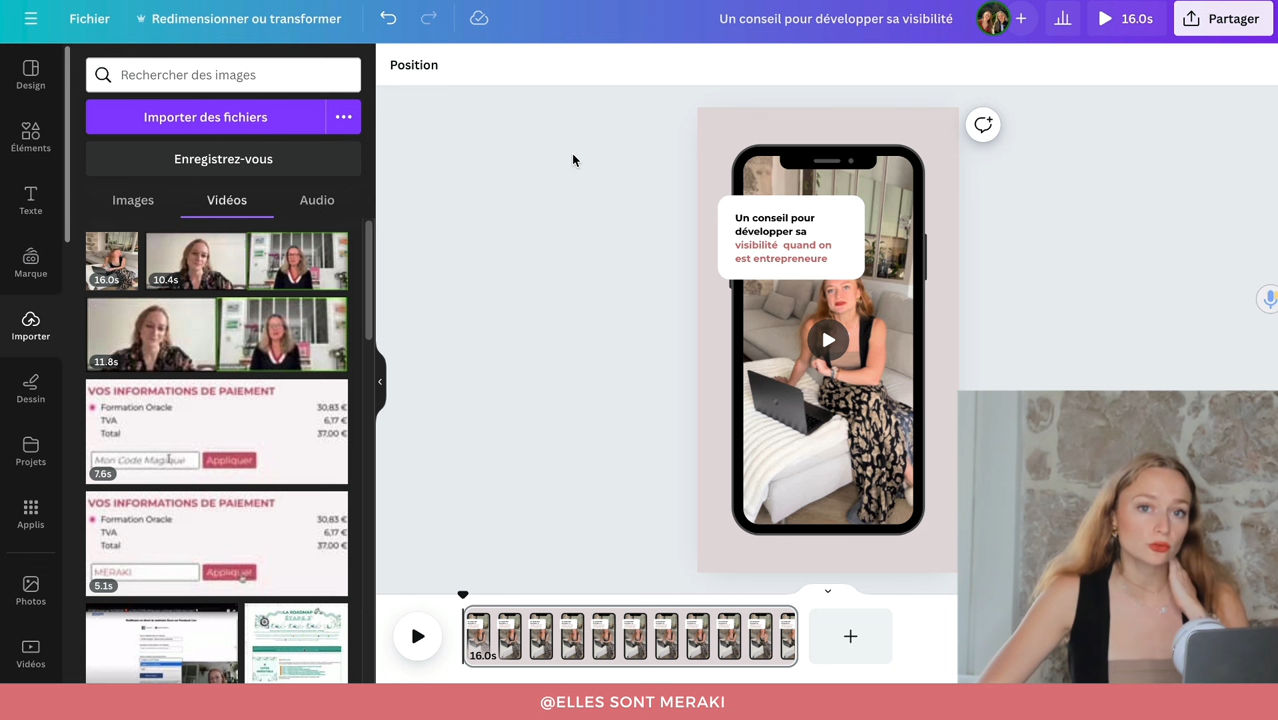 Fichier
Redimensionner ou transformer
Un conseil pour développer sa visibilité
16.0s
Partager
Design
Éléments
Texte
Marque
Importer
Dessin
Projets
Applis
Photos
Vidéos
Rechercher des images
Importer des fichiers
Enregistrez-vous
Images
Vidéos
Audio
16.0s
10.4s
11.8s
VOS INFORMATIONS DE PAIEMENT
Formation Oracle 30,83 €
TVA 6,17 €
Total 37,00 €
Mon Code Magique
Appliquer
7.6s
VOS INFORMATIONS DE PAIEMENT
Formation Oracle 30,83 €
TVA 6,17 €
Total 37,00 €
MERAKI
Appliquer
5.1s
LA ROADMAP
Position
Un conseil pour
développer sa
visibilité quand on
est entrepreneure
16.0s
@ELLES SONT MERAKI